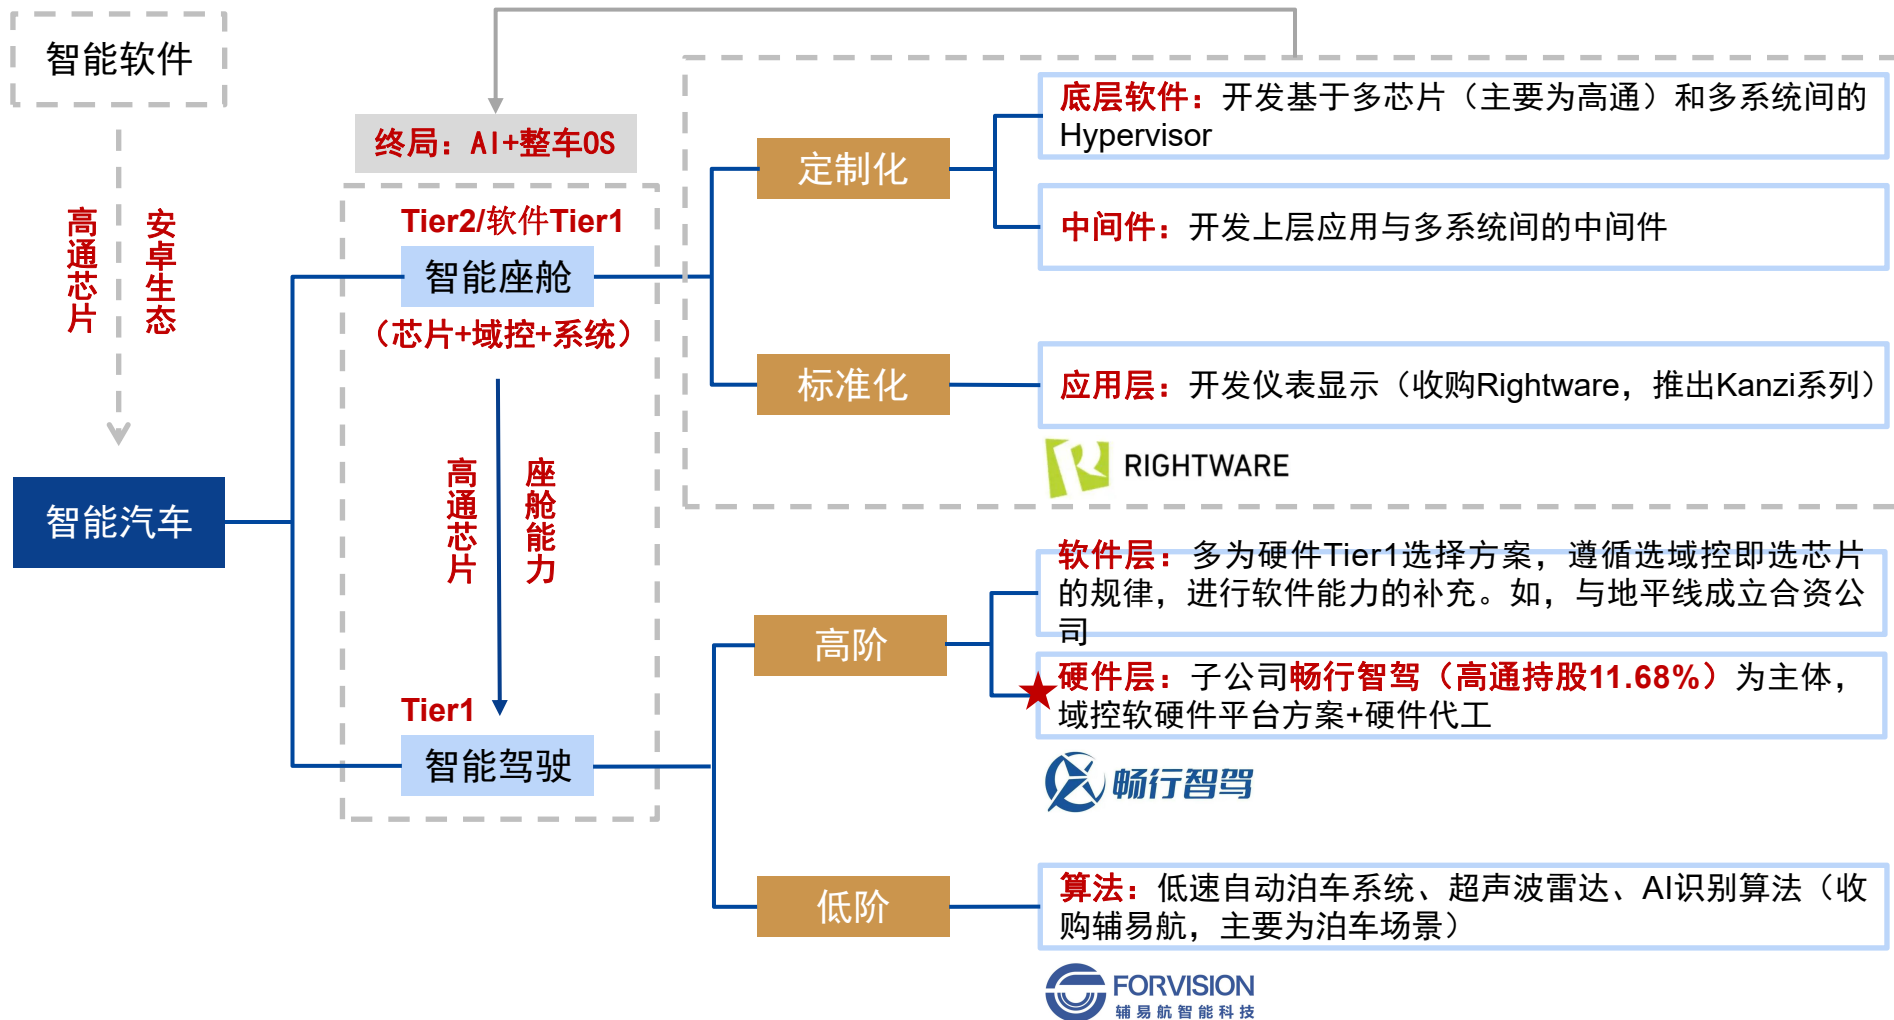 智能软件
高通芯片
安卓生态
智能汽车
终局：AI+整车OS
Tier2/软件Tier1
智能座舱
（芯片+域控+系统）
高通芯片
座舱能力
Tier1
智能驾驶
定制化
底层软件：开发基于多芯片（主要为高通）和多系统间的
Hypervisor
中间件：开发上层应用与多系统间的中间件
标准化
应用层：开发仪表显示（收购Rightware，推出Kanzi系列）
RIGHTWARE
高阶
软件层：多为硬件Tier1选择方案，遵循选域控即选芯片
的规律，进行软件能力的补充。如，与地平线成立合资公
司
硬件层：子公司畅行智驾（高通持股11.68%）为主体，
域控软硬件平台方案+硬件代工
畅行智驾
低阶
算法：低速自动泊车系统、超声波雷达、AI识别算法（收
购辅易航，主要为泊车场景）
FORVISION
辅易航智能科技